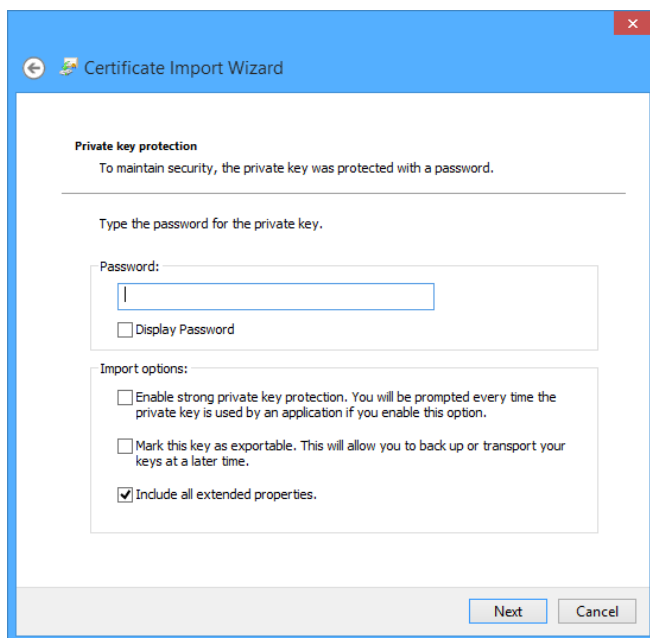 Certificate Import Wizard
Private key protection
To maintain security, the private key was protected with a password.
Type the password for the private key.
Password:
Display Password
Import options:
Enable strong private key protection. You will be prompted every time the
private key is used by an application if you enable this option.
Mark this key as exportable. This will allow you to back up or transport your
keys at a later time.
Include all extended properties.
Next
Cancel